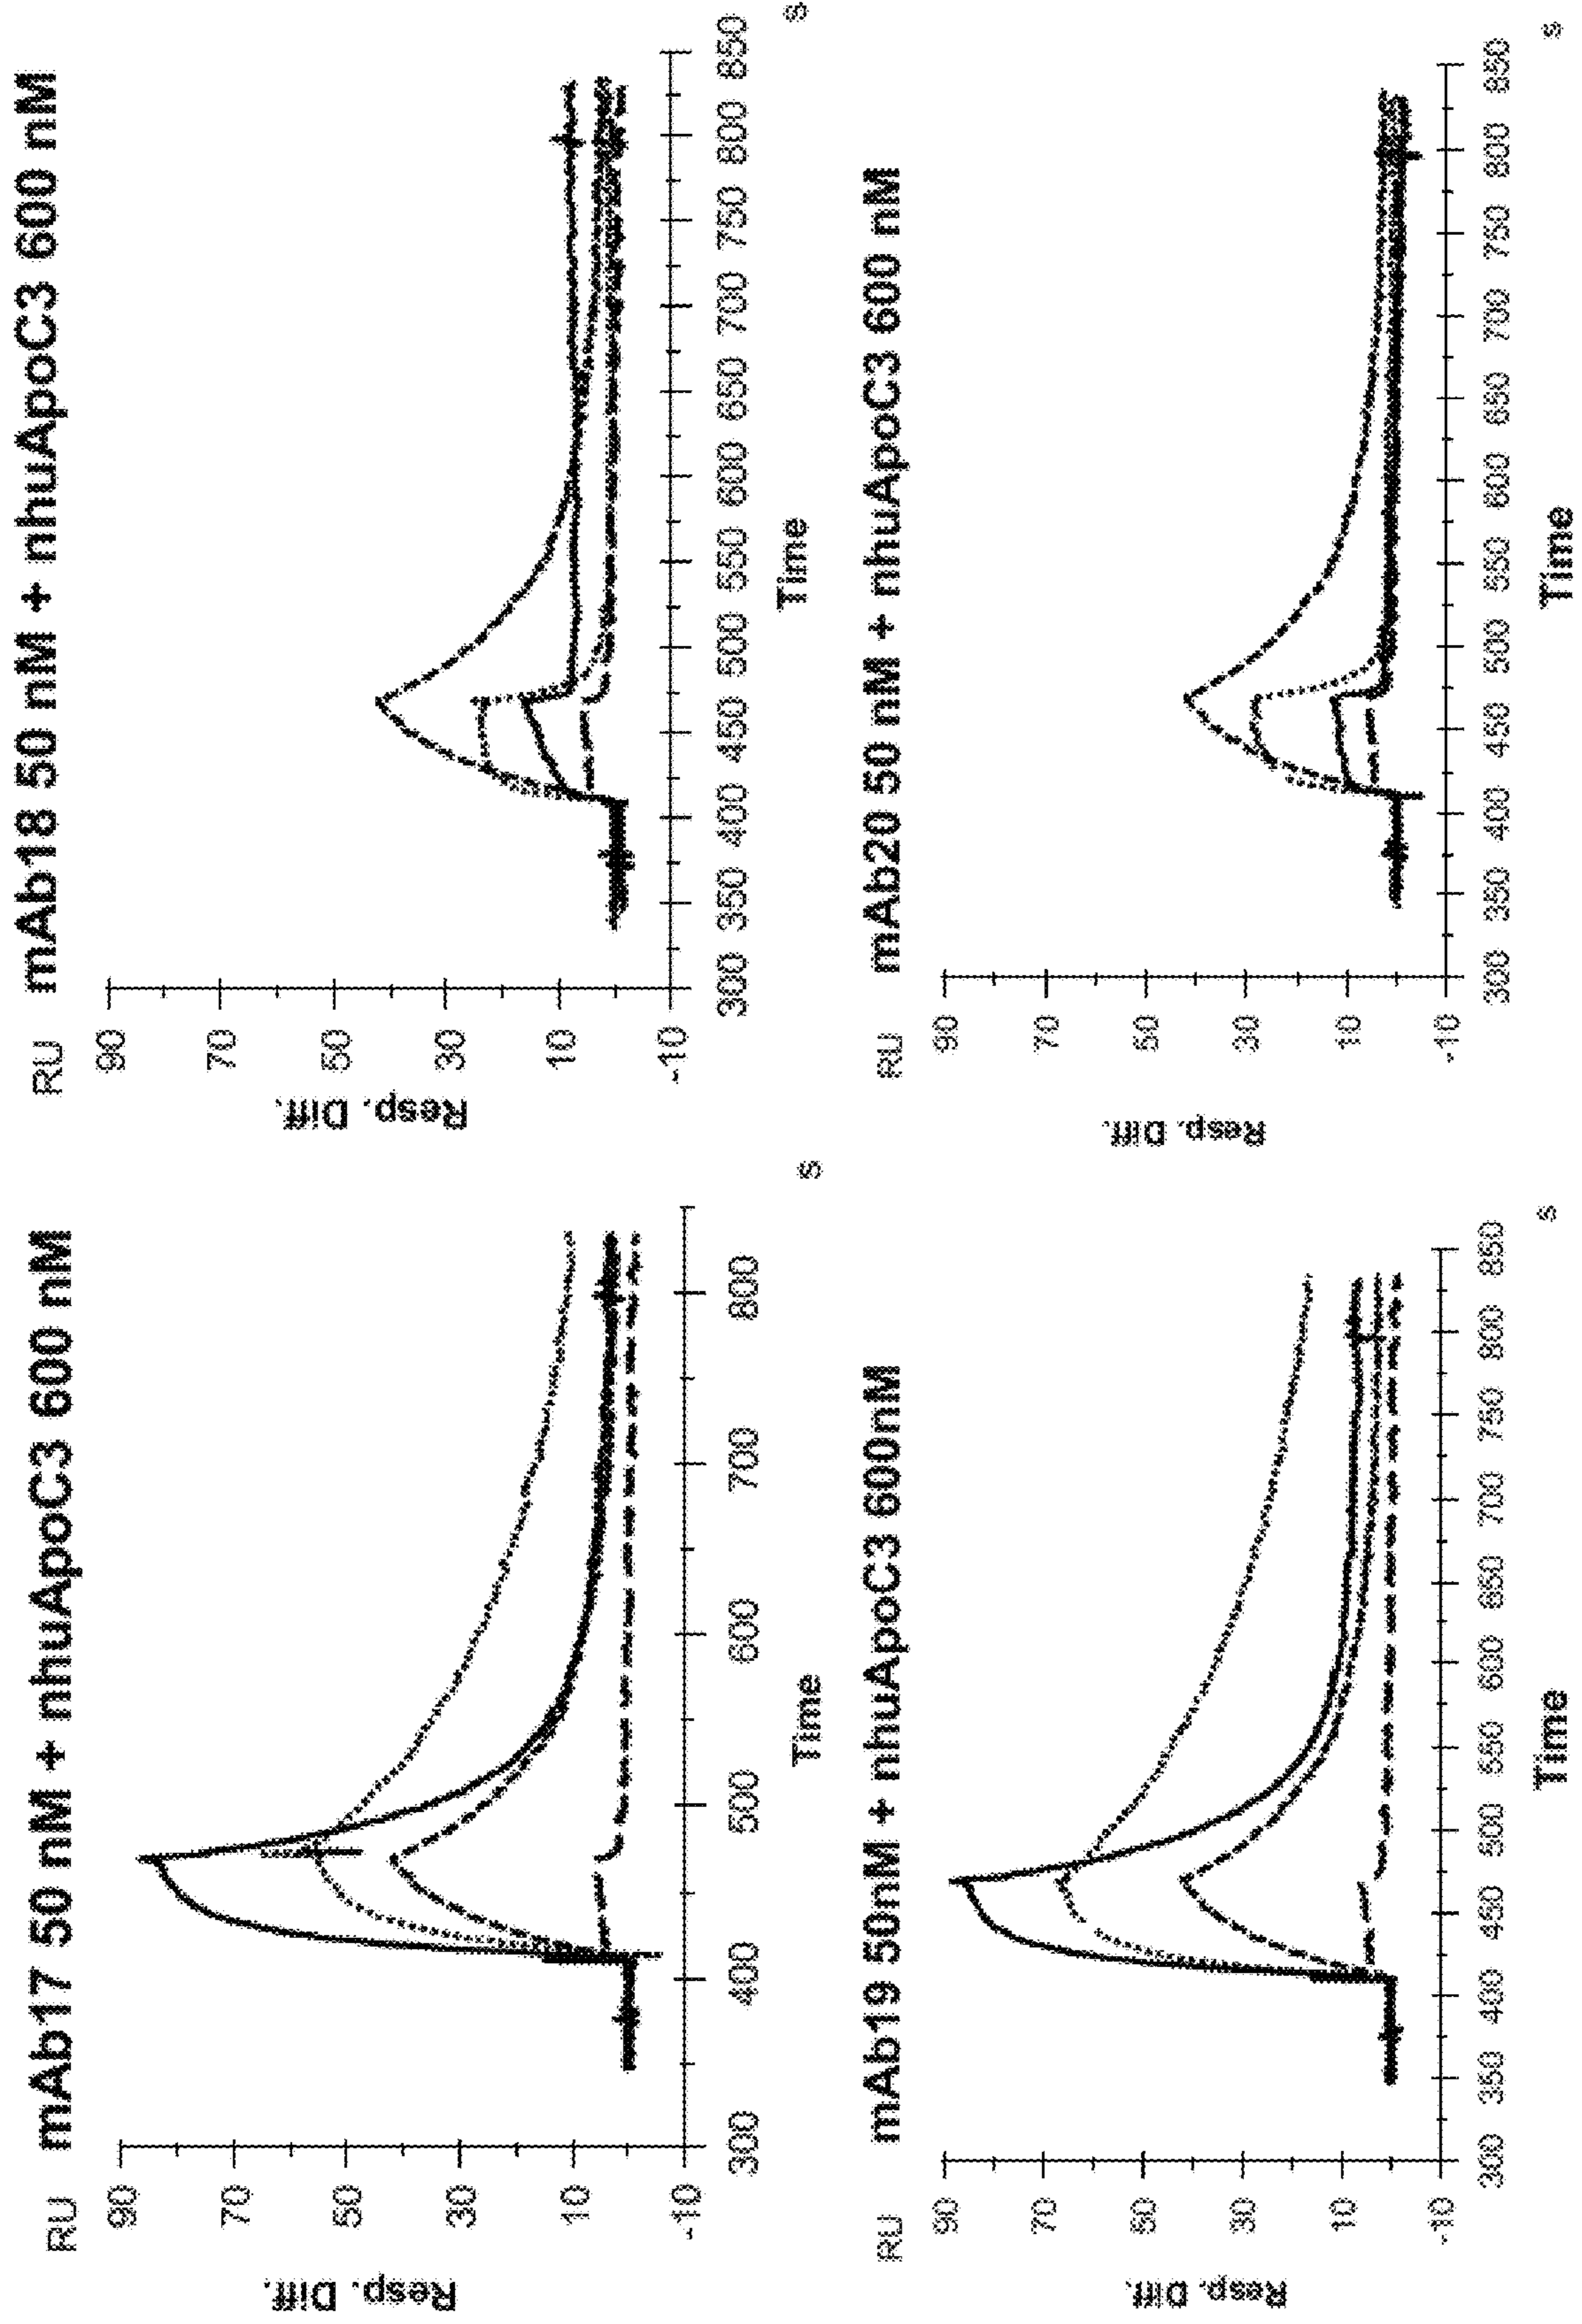 mAb17 50 nM + nhuApoC3 600 nM
RU
90
70
50
30
10
-10
Resp. Diff.
300 400 500 600 700 800
Time
s
mAb18 50 nM + nhuApoC3 600 nM
RU
90
70
50
30
10
-10
Resp. Diff.
300 350 400 450 500 550 600 650 700 750 800 850
Time
s
mAb19 50nM + nhuApoC3 600nM
RU
90
70
50
30
10
-10
Resp. Diff.
300 350 400 450 500 550 600 650 700 750 800 850
Time
s
mAb20 50 nM + nhuApoC3 600 nM
RU
90
70
50
30
10
-10
Resp. Diff.
300 350 400 450 500 550 600 650 700 750 800 850
Time
s